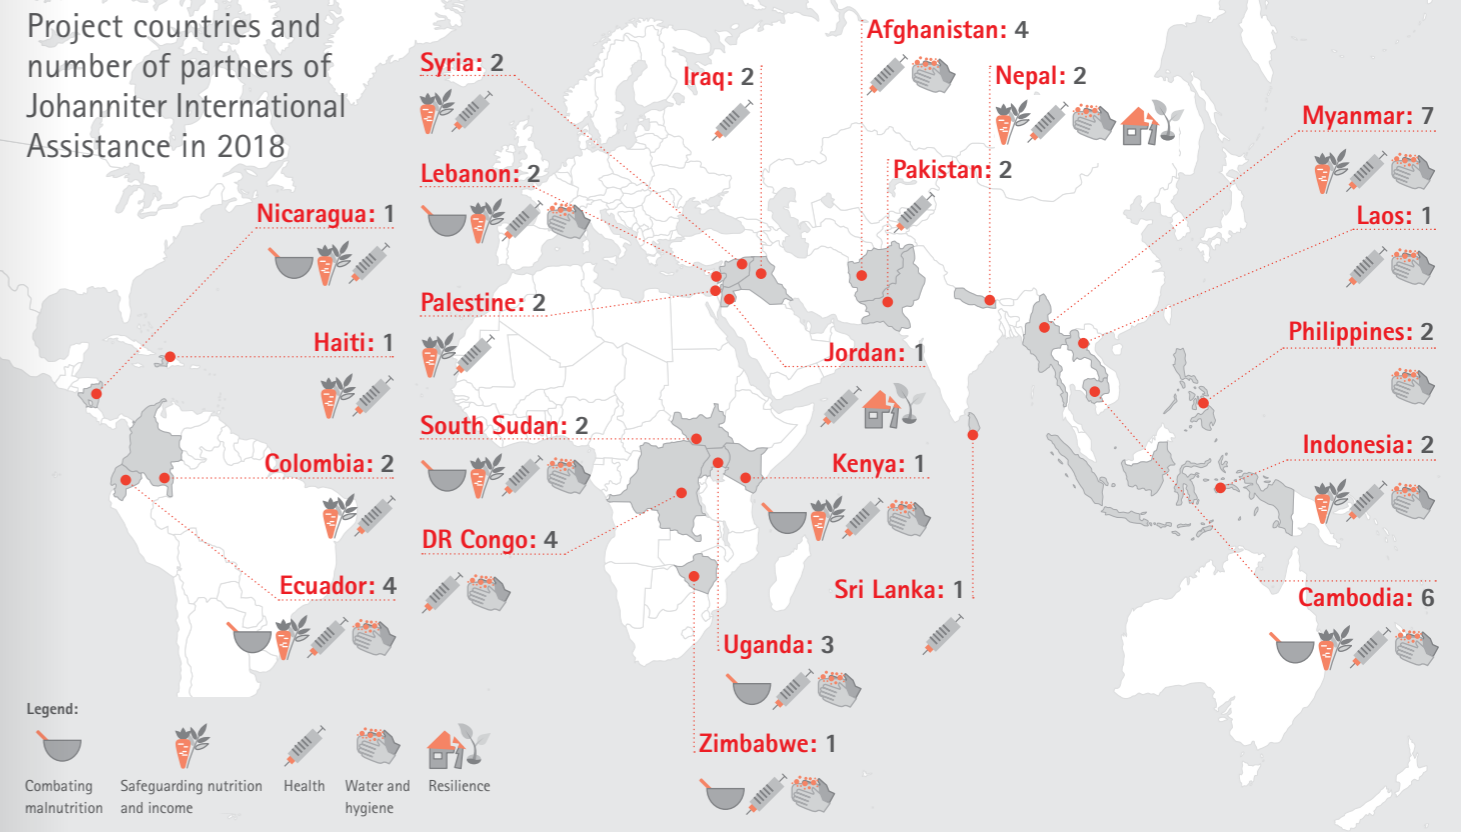 Project countries and
number of partners of
Johanniter International
Assistance in 2018
Syria: 2
Iraq: 2
Afghanistan: 4
Nepal: 2
Myanmar: 7
Lebanon: 2
Pakistan: 2
Nicaragua: 1
Laos: 1
Palestine: 2
Haiti: 1
Jordan: 1
Philippines: 2
South Sudan: 2
Colombia: 2
Kenya: 1
Indonesia: 2
DR Congo: 4
Ecuador: 4
Sri Lanka: 1
Cambodia: 6
Uganda: 3
Zimbabwe: 1
Legend:
Combating
malnutrition
Safeguarding nutrition
and income
Health
Water and
hygiene
Resilience